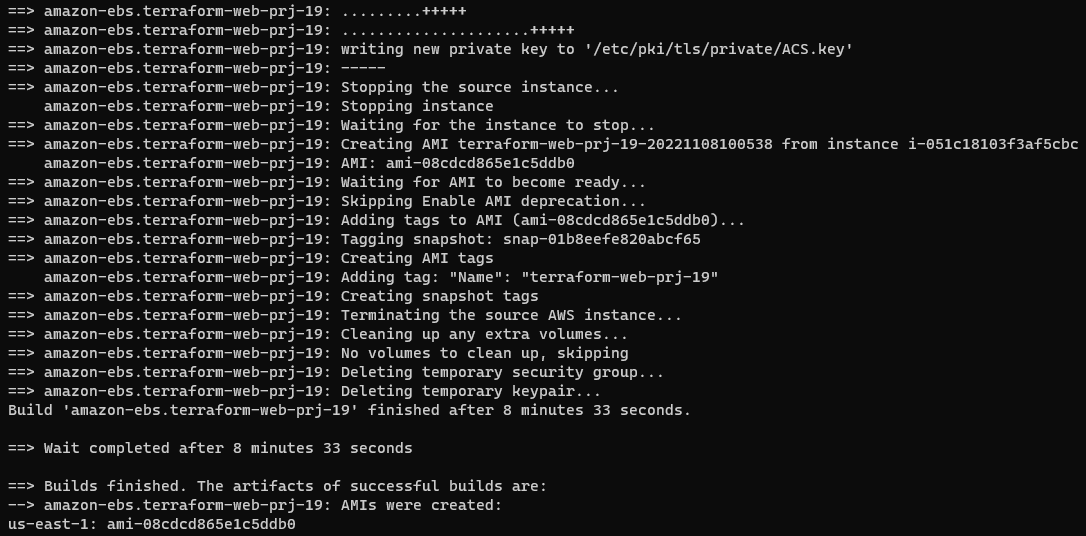 ==> amazon-ebs.terraform-web-prj-19: .........+++++
==> amazon-ebs.terraform-web-prj-19: .....................+++++
==> amazon-ebs.terraform-web-prj-19: writing new private key to '/etc/pki/tls/private/ACS.key'
==> amazon-ebs.terraform-web-prj-19: -----
==> amazon-ebs.terraform-web-prj-19: Stopping the source instance...
    amazon-ebs.terraform-web-prj-19: Stopping instance
==> amazon-ebs.terraform-web-prj-19: Waiting for the instance to stop...
==> amazon-ebs.terraform-web-prj-19: Creating AMI terraform-web-prj-19-20221108100538 from instance i-051c18103f3af5cbc
    amazon-ebs.terraform-web-prj-19: AMI: ami-08cdcd865e1c5ddb0
==> amazon-ebs.terraform-web-prj-19: Waiting for AMI to become ready...
==> amazon-ebs.terraform-web-prj-19: Skipping Enable AMI deprecation...
==> amazon-ebs.terraform-web-prj-19: Adding tags to AMI (ami-08cdcd865e1c5ddb0)...
==> amazon-ebs.terraform-web-prj-19: Tagging snapshot: snap-01b8eefe820abcf65
==> amazon-ebs.terraform-web-prj-19: Creating AMI tags
    amazon-ebs.terraform-web-prj-19: Adding tag: "Name": "terraform-web-prj-19"
==> amazon-ebs.terraform-web-prj-19: Creating snapshot tags
==> amazon-ebs.terraform-web-prj-19: Terminating the source AWS instance...
==> amazon-ebs.terraform-web-prj-19: Cleaning up any extra volumes...
==> amazon-ebs.terraform-web-prj-19: No volumes to clean up, skipping
==> amazon-ebs.terraform-web-prj-19: Deleting temporary security group...
==> amazon-ebs.terraform-web-prj-19: Deleting temporary keypair...
Build 'amazon-ebs.terraform-web-prj-19' finished after 8 minutes 33 seconds.

==> Wait completed after 8 minutes 33 seconds

==> Builds finished. The artifacts of successful builds are:
--> amazon-ebs.terraform-web-prj-19: AMIs were created:
us-east-1: ami-08cdcd865e1c5ddb0